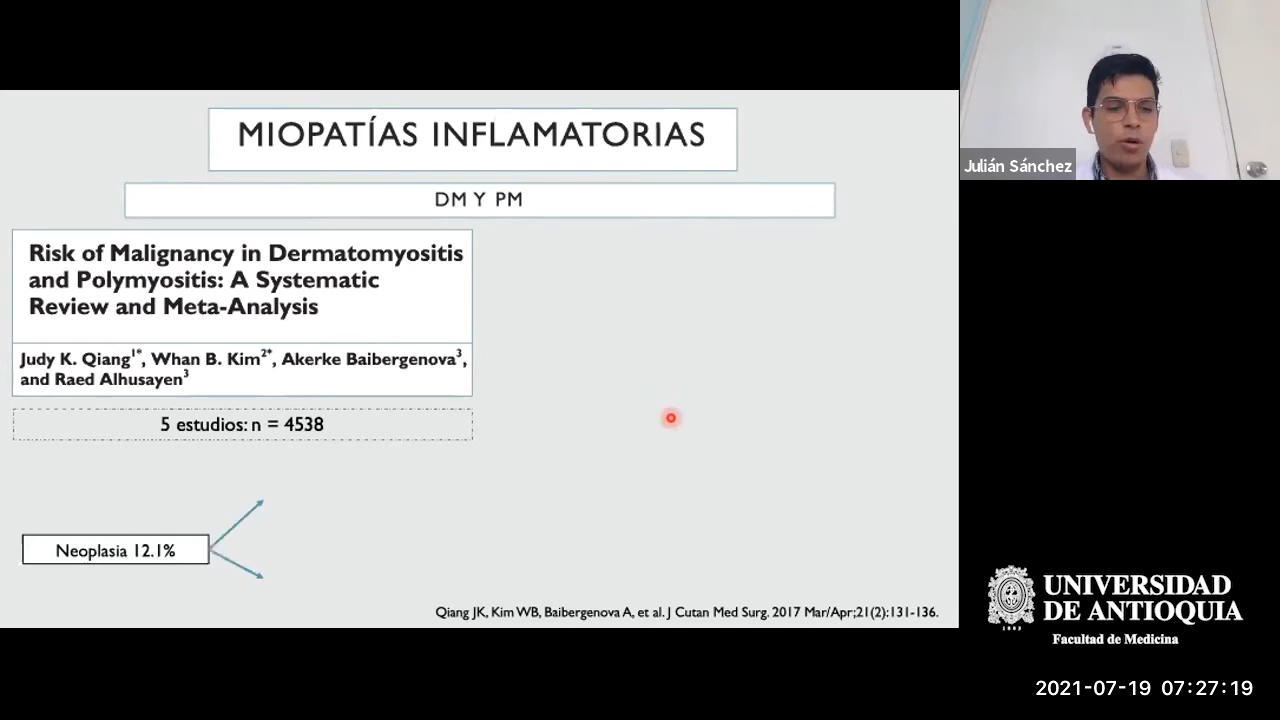 MIOPATÍAS INFLAMATORIAS
DM Y PM
Risk of Malignancy in Dermatomyositis
and Polymyositis: A Systematic
Review and Meta-Analysis
Judy K. Qiang1*, Whan B. Kim2*, Akerke Baibergenova3,
and Raed Alhusayen3
5 estudios: n = 4538
Neoplasia 12.1%
Qiang JK, Kim WB, Baibergenova A, et al. J Cutan Med Surg. 2017 Mar/Apr;21(2):131-136.
Julián Sánchez
UNIVERSIDAD
DE ANTIOQUIA
1803
Facultad de Medicina
2021-07-19 07:27:19